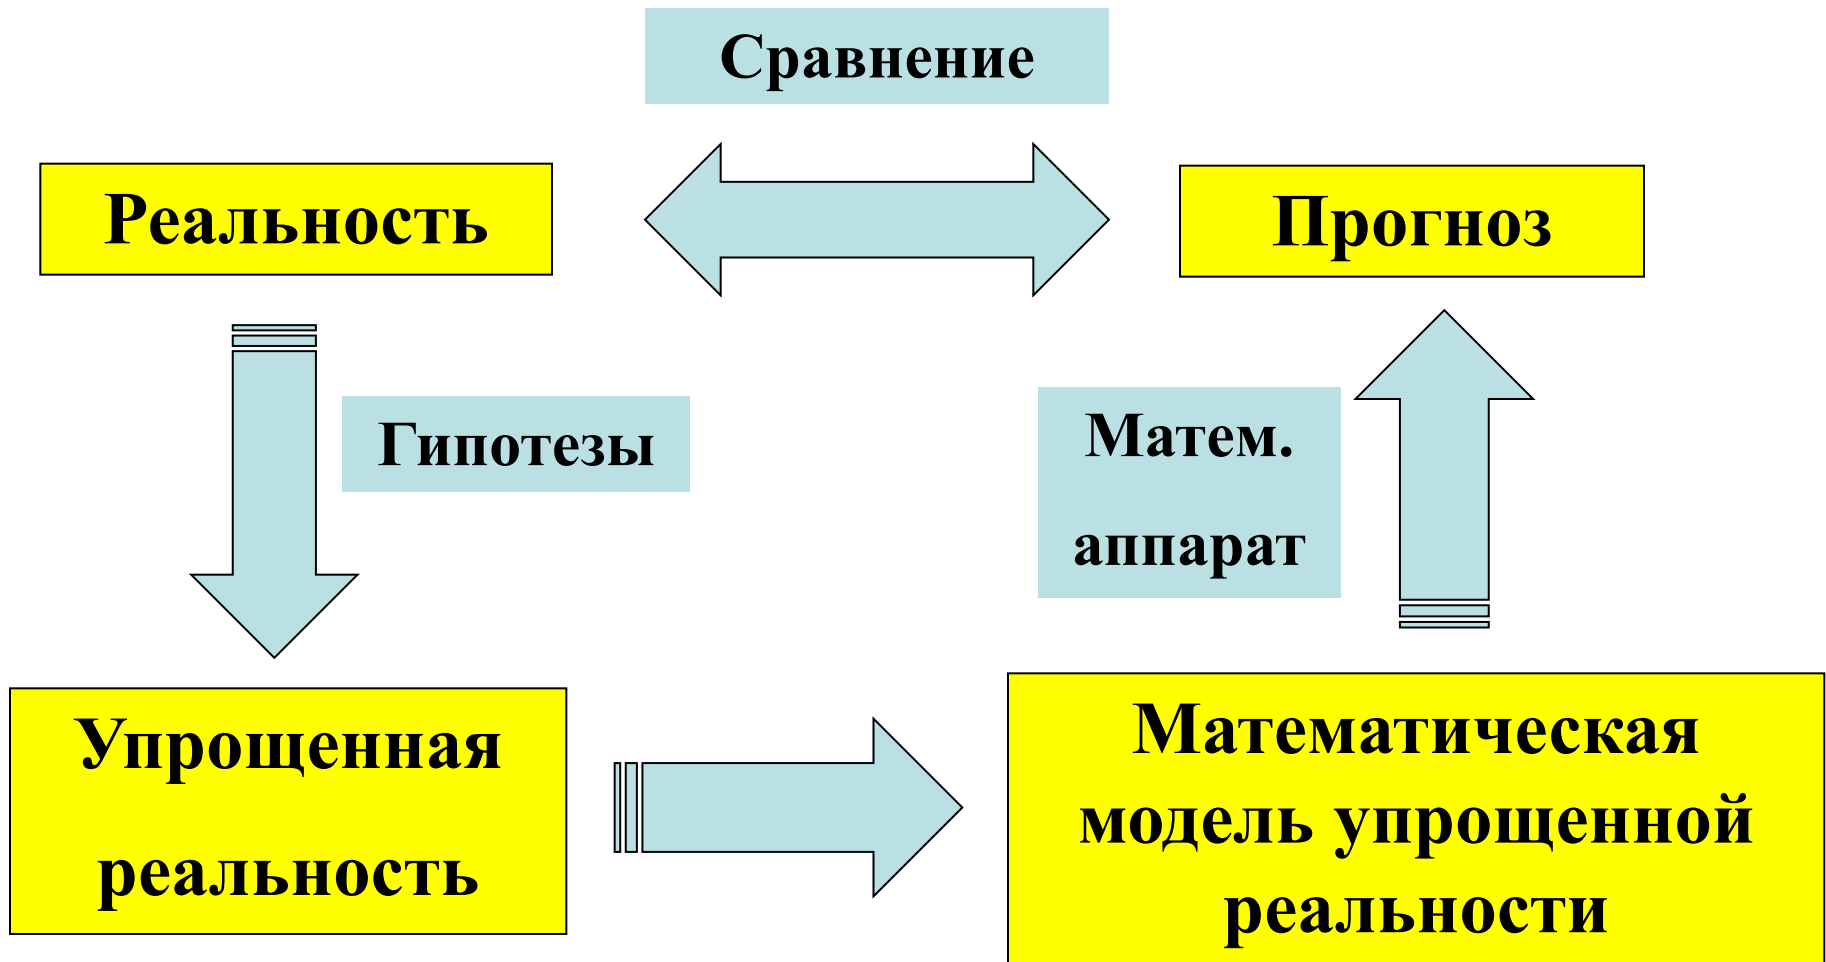 Сравнение
Реальность
Прогноз
Гипотезы
Матем.
аппарат
Упрощенная
реальность
Математическая
модель упрощенной
реальности